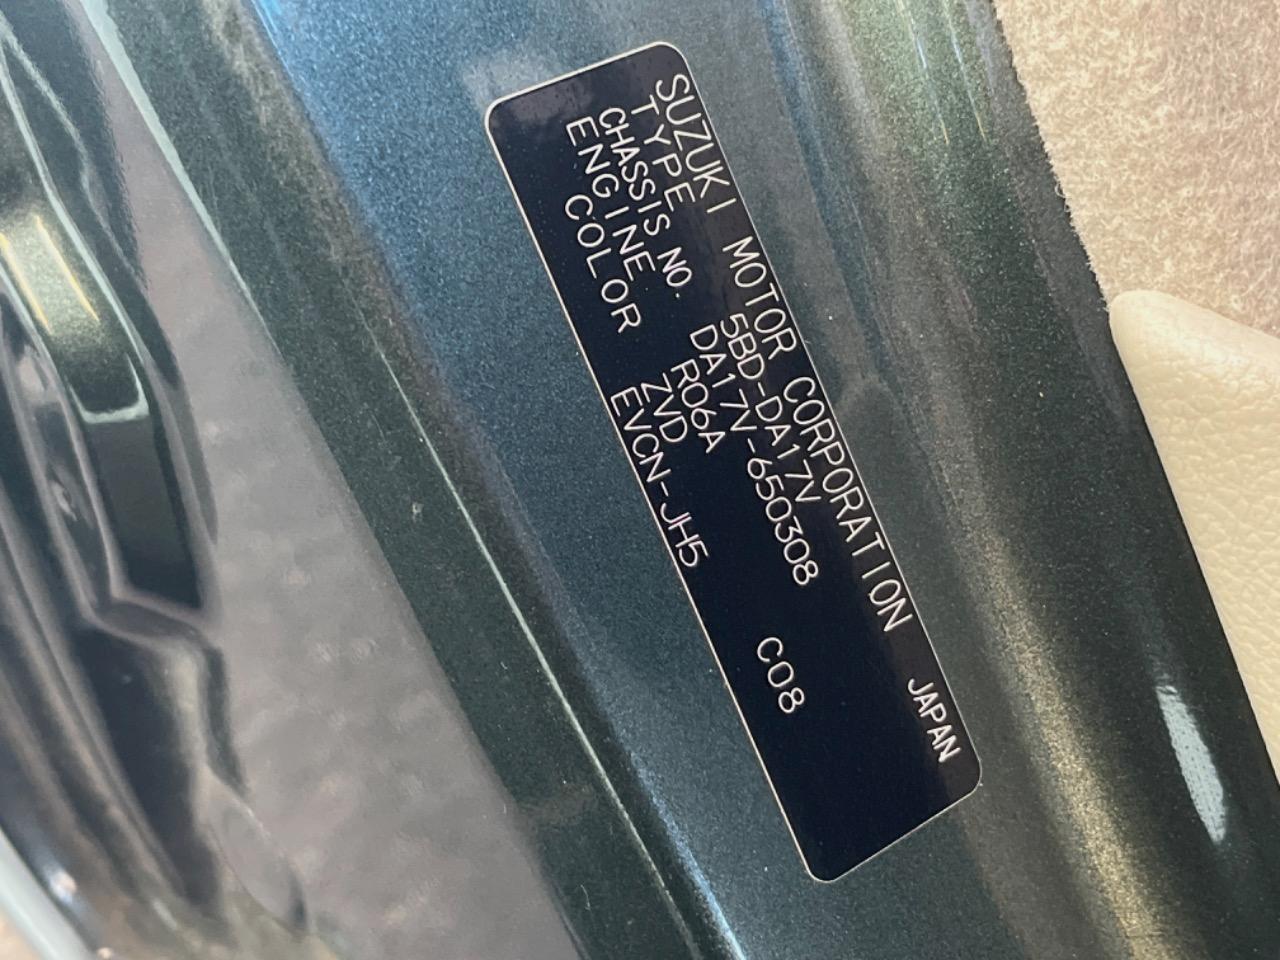 SUZUKI MOTOR CORPORATION JAPAN
TYPE 5BD-DA17V
CHASSIS NO. DA17V-650308
ENGINE R06A
COLOR ZVD C08
EVCN-JH5